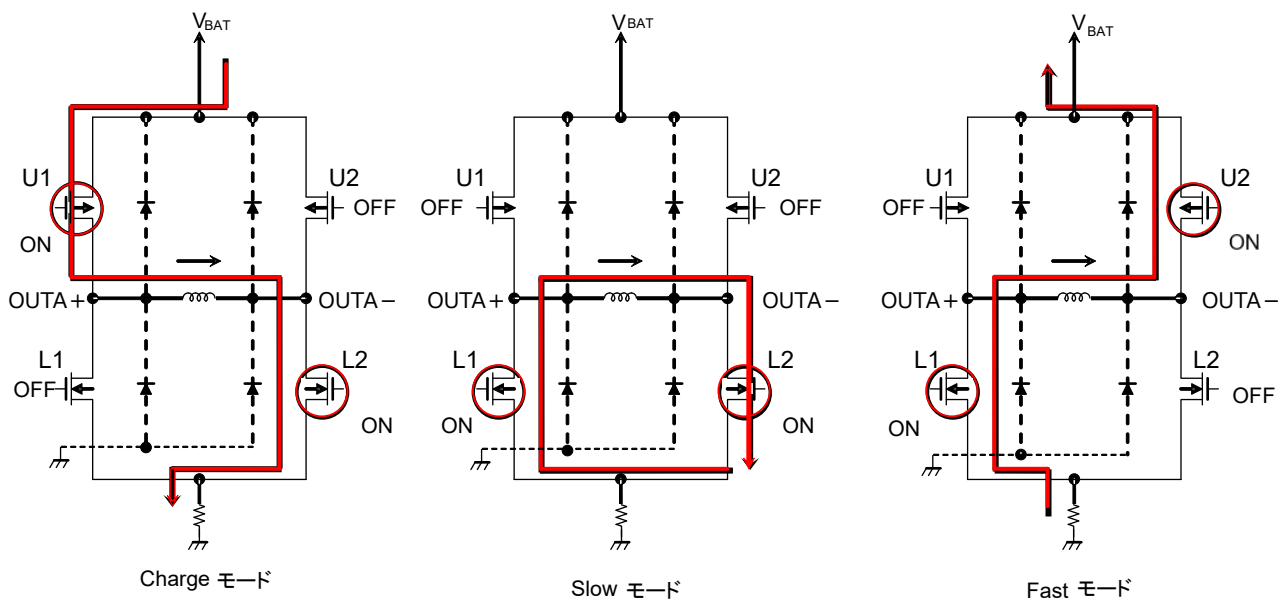 VBAT
U1
U2
OFF
ON
OUTA+
OUTA−
L1
L2
OFF
ON
Charge モード
VBAT
U1
U2
OFF
OFF
OUTA+
OUTA−
L1
L2
ON
ON
Slow モード
VBAT
U1
U2
OFF
ON
OUTA+
OUTA−
L1
L2
OFF
ON
Fast モード